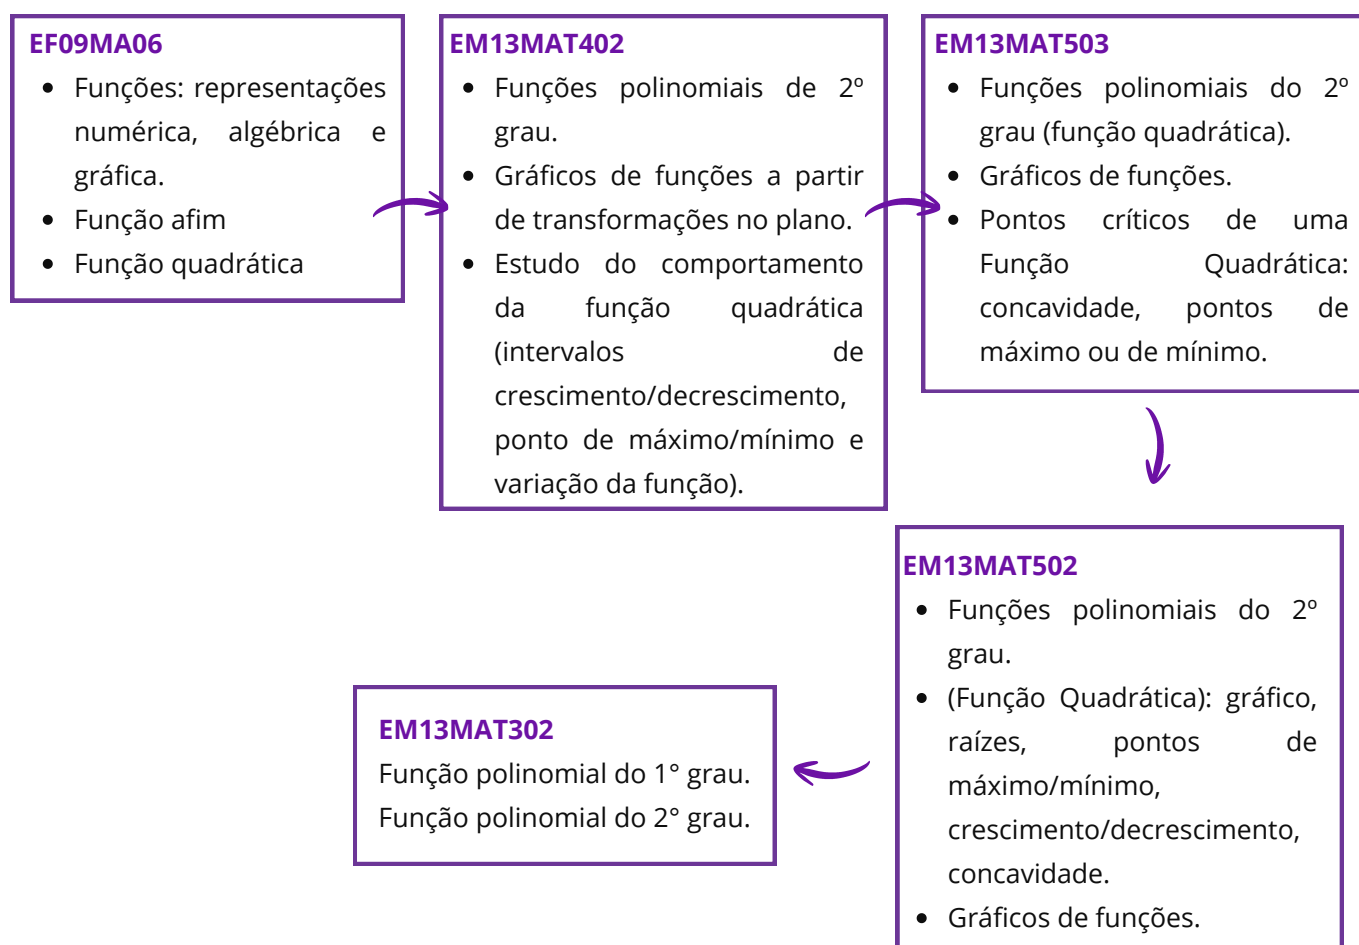 EF09MA06
• Funções: representações
numérica, algébrica e
gráfica.
• Função afim
• Função quadrática
EM13MAT402
• Funções polinomiais de 2º
grau.
• Gráficos de funções a partir
de transformações no plano.
• Estudo do comportamento
da função quadrática
(intervalos de
crescimento/decrescimento,
ponto de máximo/mínimo e
variação da função).
EM13MAT503
• Funções polinomiais do 2º
grau (função quadrática).
• Gráficos de funções.
• Pontos críticos de uma
Função Quadrática:
concavidade, pontos de
máximo ou de mínimo.
EM13MAT502
• Funções polinomiais do 2º
grau.
• (Função Quadrática): gráfico,
raízes, pontos de
máximo/mínimo,
crescimento/decrescimento,
concavidade.
• Gráficos de funções.
EM13MAT302
Função polinomial do 1° grau.
Função polinomial do 2° grau.